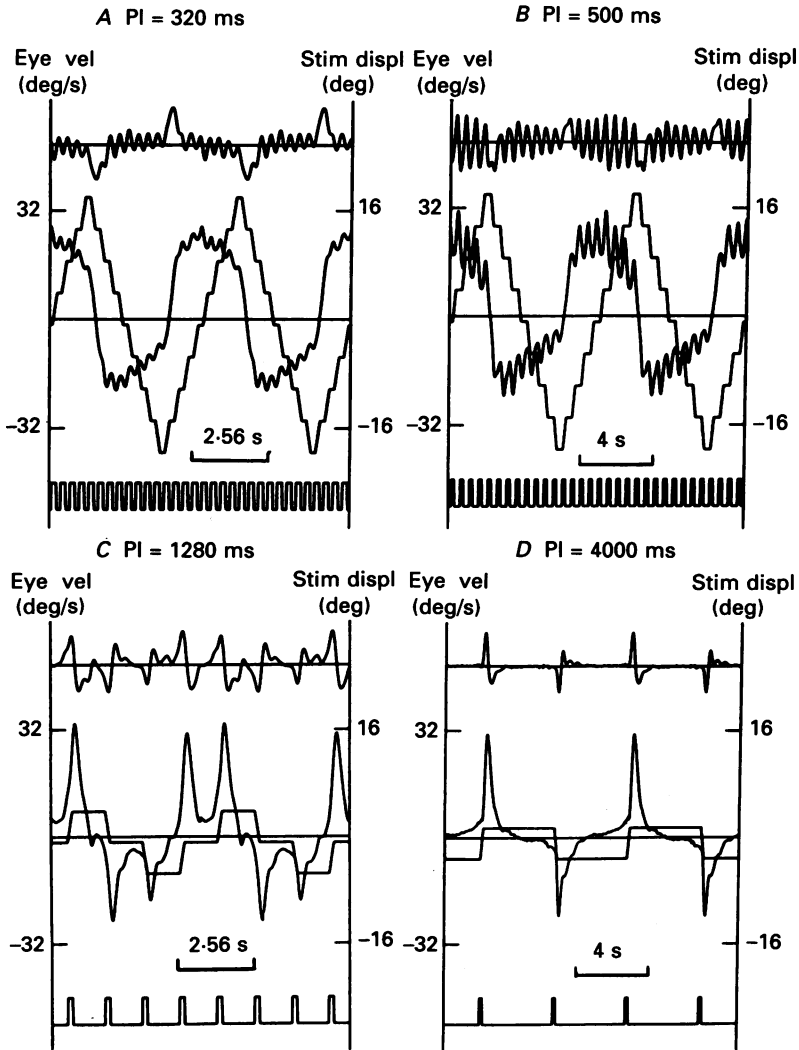 A PI = 320 ms
Eye vel (deg/s)
Stim displ (deg)
32
-32
16
-16
2·56 s
B PI = 500 ms
Eye vel (deg/s)
Stim displ (deg)
32
-32
16
-16
4 s
C PI = 1280 ms
Eye vel (deg/s)
Stim displ (deg)
32
-32
16
-16
2·56 s
D PI = 4000 ms
Eye vel (deg/s)
Stim displ (deg)
32
-32
16
-16
4 s